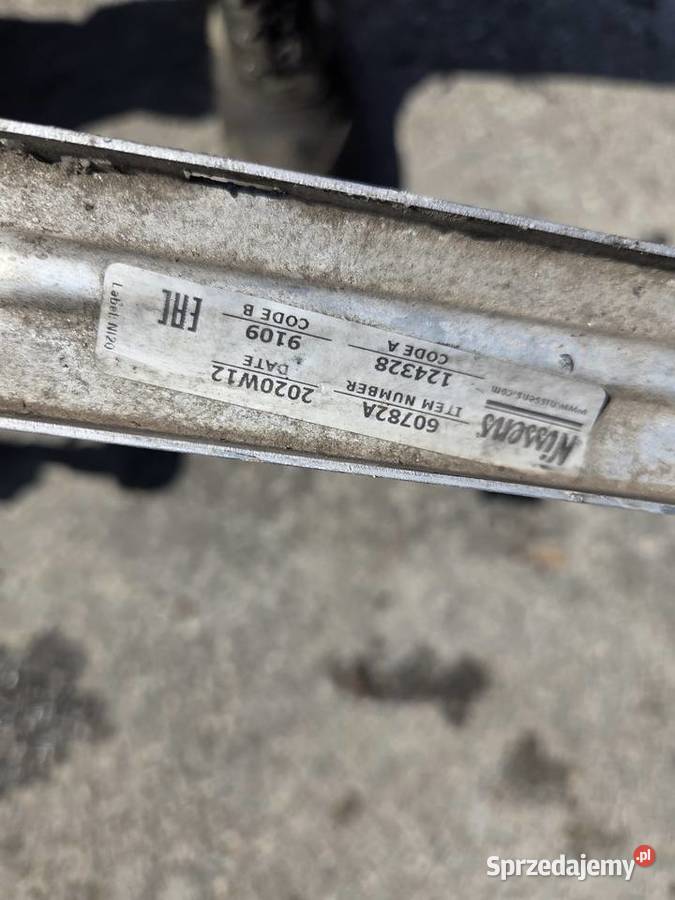 Nissens
www.nissens.com
60782A
ITEM NUMBER
124328
CODE A
2020W12
DATE
9109
CODE B
EAC
Label: NI20
Sprzedajemy.pl